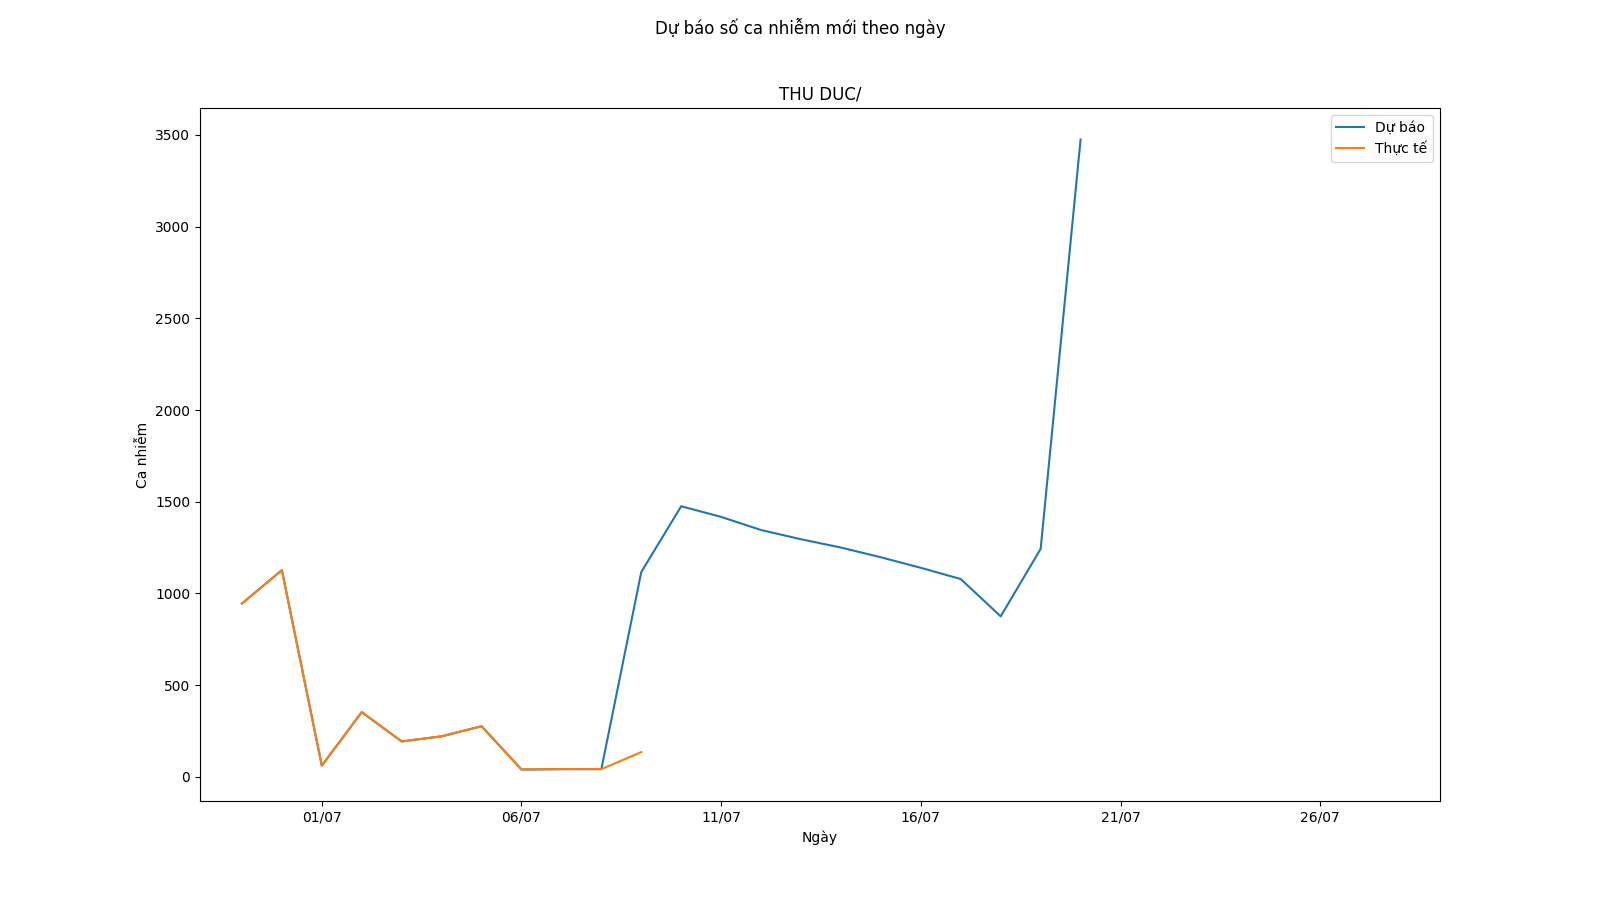 Dự báo số ca nhiễm mới theo ngày
THU DUC/
Dự báo
Thực tế
3500
3000
2500
2000
1500
1000
500
0
Ca nhiễm
01/07
06/07
11/07
16/07
21/07
26/07
Ngày